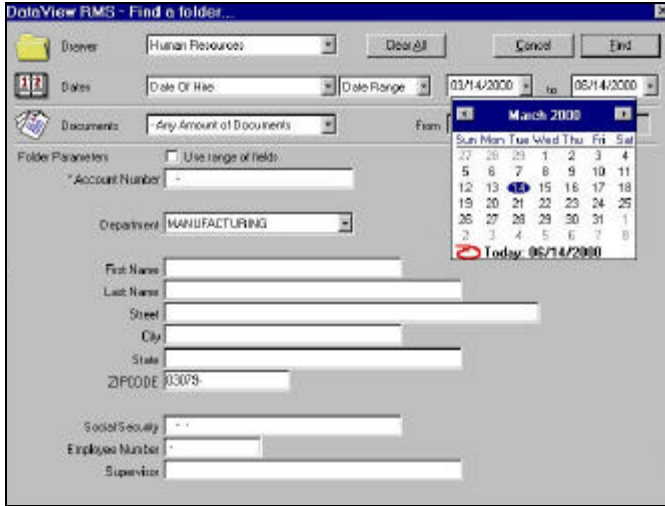 DataView RMS - Find a folder...
Drawer Human Resources Clear All Cancel Find
Dates Date Of Hire Date Range 03/14/2000 to 06/14/2000
Documents -Any Amount of Documents From
March 2000
Sun Mon Tue Wed Thu Fri Sat
27 28 29 1 2 3 4
5 6 7 8 9 10 11
12 13 14 15 16 17 18
19 20 21 22 23 24 25
26 27 28 29 30 31 1
2 3 4 5 6 7 8
Today: 06/14/2000
Folder Parameters Use range of fields
*Account Number -
Department MANUFACTURING
First Name
Last Name
Street
City
State
ZIPCODE 03079-
Social Security - -
Employee Number -
Supervisor